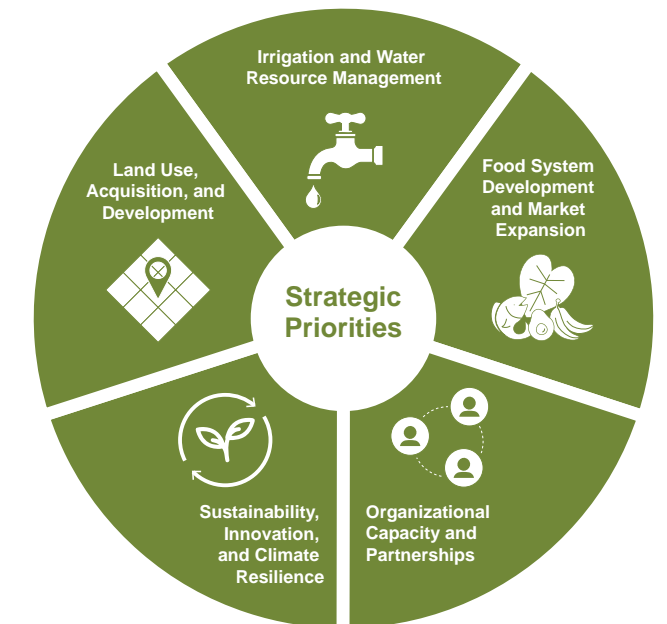 Irrigation and Water
Resource Management
Food System
Development
and Market
Expansion
Land Use,
Acquisition, and
Development
Strategic
Priorities
Sustainability,
Innovation,
and Climate
Resilience
Organizational
Capacity and
Partnerships